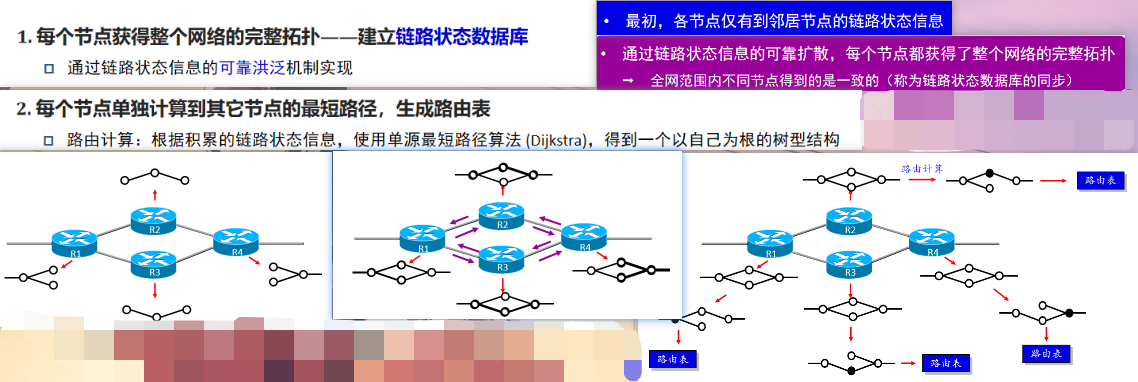 1. 每个节点获得整个网络的完整拓扑——建立链路状态数据库
通过链路状态信息的可靠洪泛机制实现
• 最初，各节点仅有到邻居节点的链路状态信息
• 通过链路状态信息的可靠扩散，每个节点都获得了整个网络的完整拓扑
→ 全网范围内不同节点得到的是一致的（称为链路状态数据库的同步）
2. 每个节点单独计算到其它节点的最短路径，生成路由表
路由计算：根据积累的链路状态信息，使用单源最短路径算法 (Dijkstra)，得到一个以自己为根的树型结构
R2
R1
R4
R3
R2
R1
R4
R3
路由计算
路由表
R2
R1
R4
R3
路由表
路由表
路由表